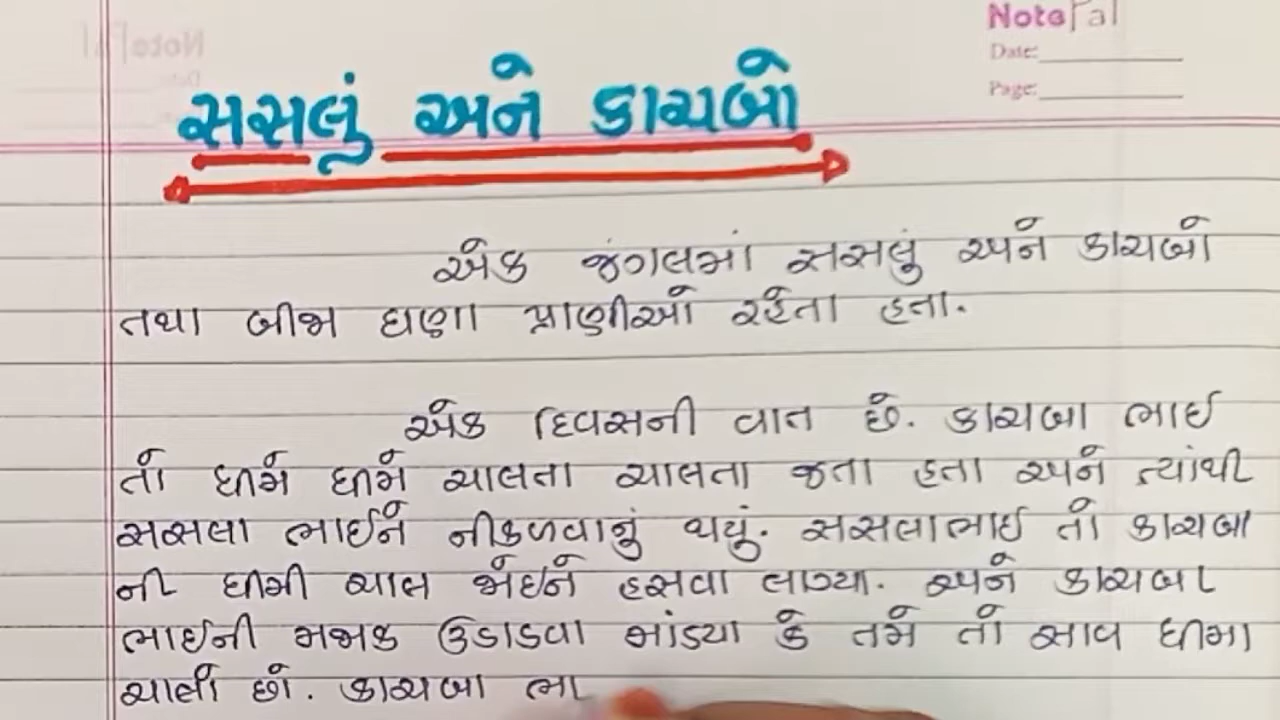 NotePal
Date:
Page:
સસલું અને કાચબો
એક જંગલમાં સસલું અને કાચબો
તથા બીજા ઘણા પ્રાણીઓ રહેતા હતા.
એક દિવસની વાત છે. કાચબા ભાઈ
તો ધીમે ધીમે ચાલતા ચાલતા જતા હતા અને ત્યાંથી
સસલા ભાઈને નીકળવાનું થયું. સસલાભાઈ તો કાચબા
ની ધીમી ચાલ જોઈને હસવા લાગ્યા. અને કાચબા
ભાઈની મજાક ઉડાડવા માંડ્યા કે તમે તો સાવ ધીમા
ચાલો છો. કાચબા ભા